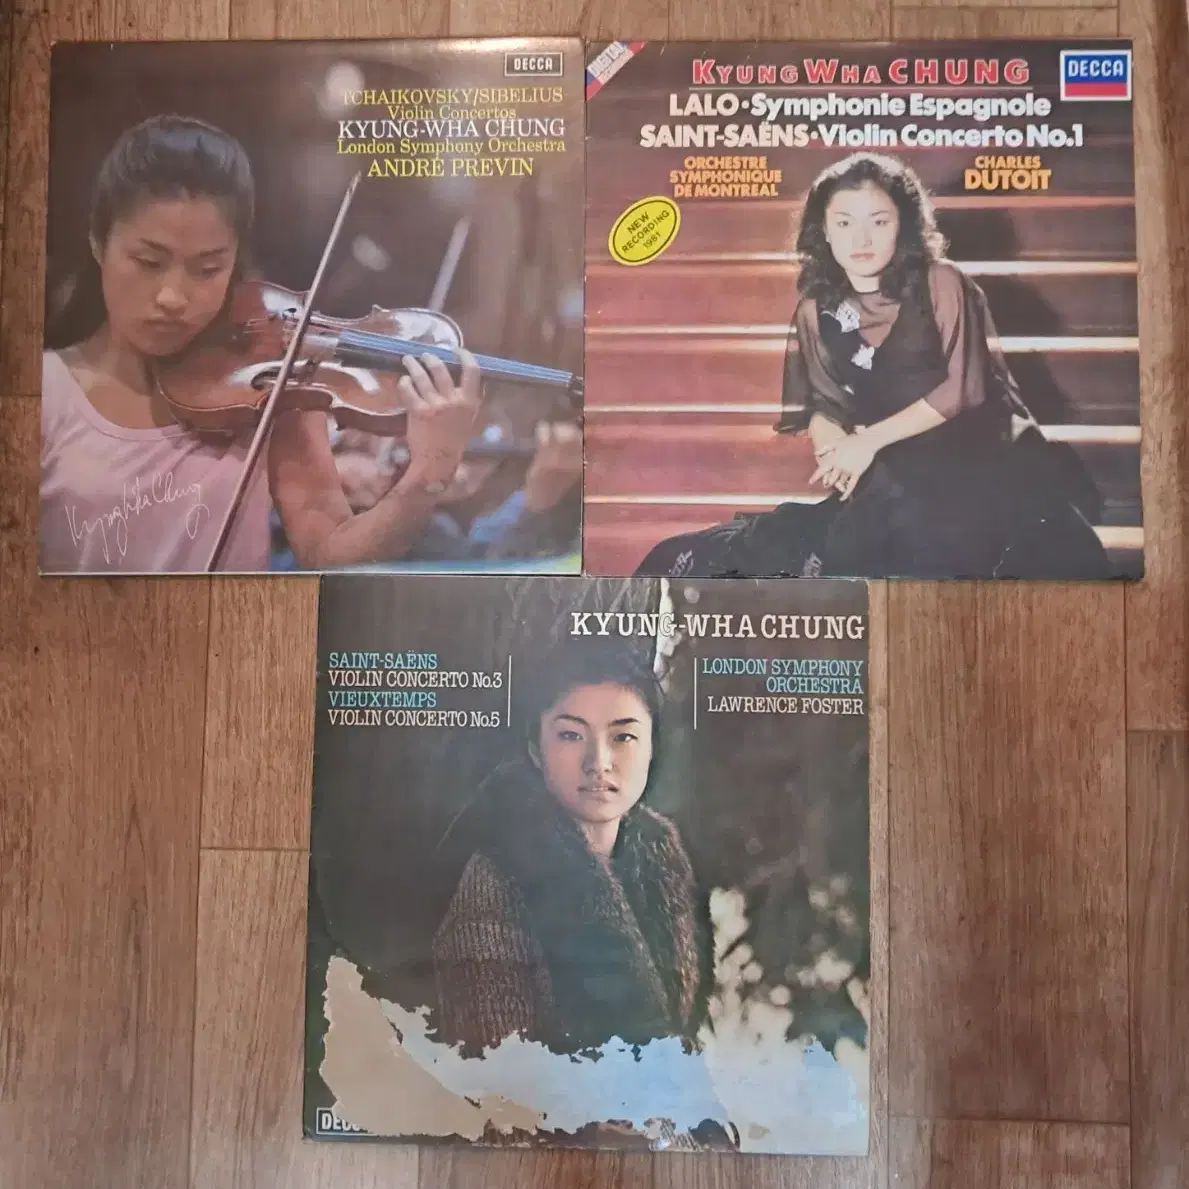 DECCA
TCHAIKOVSKY/SIBELIUS
Violin Concertos
KYUNG-WHA CHUNG
London Symphony Orchestra
ANDRÉ PREVIN
Kyung Wha Chung
DIGITAL
KYUNG WHA CHUNG
DECCA
LALO·Symphonie Espagnole
SAINT-SAËNS·Violin Concerto No.1
ORCHESTRE
SYMPHONIQUE
DE MONTREAL
CHARLES
DUTOIT
NEW
RECORDING
1981
KYUNG-WHA CHUNG
SAINT-SAËNS
VIOLIN CONCERTO No.3
VIEUXTEMPS
VIOLIN CONCERTO No.5
LONDON SYMPHONY
ORCHESTRA
LAWRENCE FOSTER